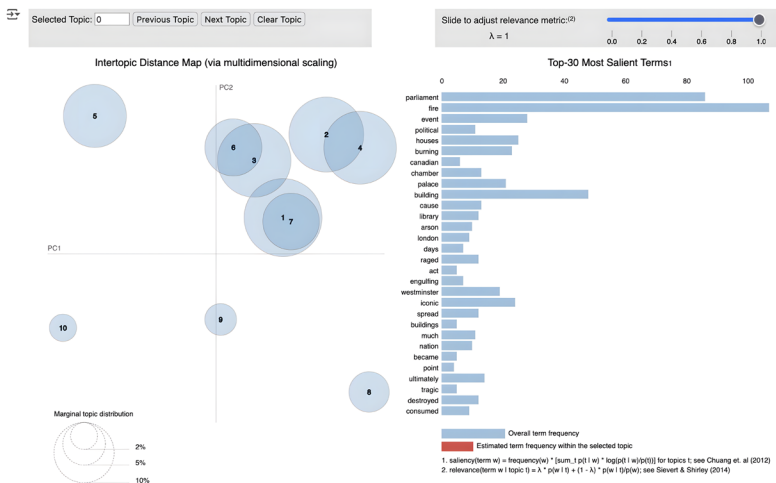 Selected Topic: 0 Previous Topic Next Topic Clear Topic
Slide to adjust relevance metric:(2)
λ = 1
0.0 0.2 0.4 0.6 0.8 1.0
Intertopic Distance Map (via multidimensional scaling)
PC2
PC1
5
6
3
2
4
1
7
10
9
8
Marginal topic distribution
2%
5%
10%
Top-30 Most Salient Terms1
0 20 40 60 80 100
parliament
fire
event
political
houses
burning
canadian
chamber
palace
building
cause
library
arson
london
days
raged
act
engulfing
westminster
iconic
spread
buildings
much
nation
became
point
ultimately
tragic
destroyed
consumed
Overall term frequency
Estimated term frequency within the selected topic
1. saliency(term w) = frequency(w) * [sum_t p(t | w) * log(p(t | w)/p(t))] for topics t; see Chuang et. al (2012)
2. relevance(term w | topic t) = λ * p(w | t) + (1 - λ) * p(w | t)/p(w); see Sievert & Shirley (2014)